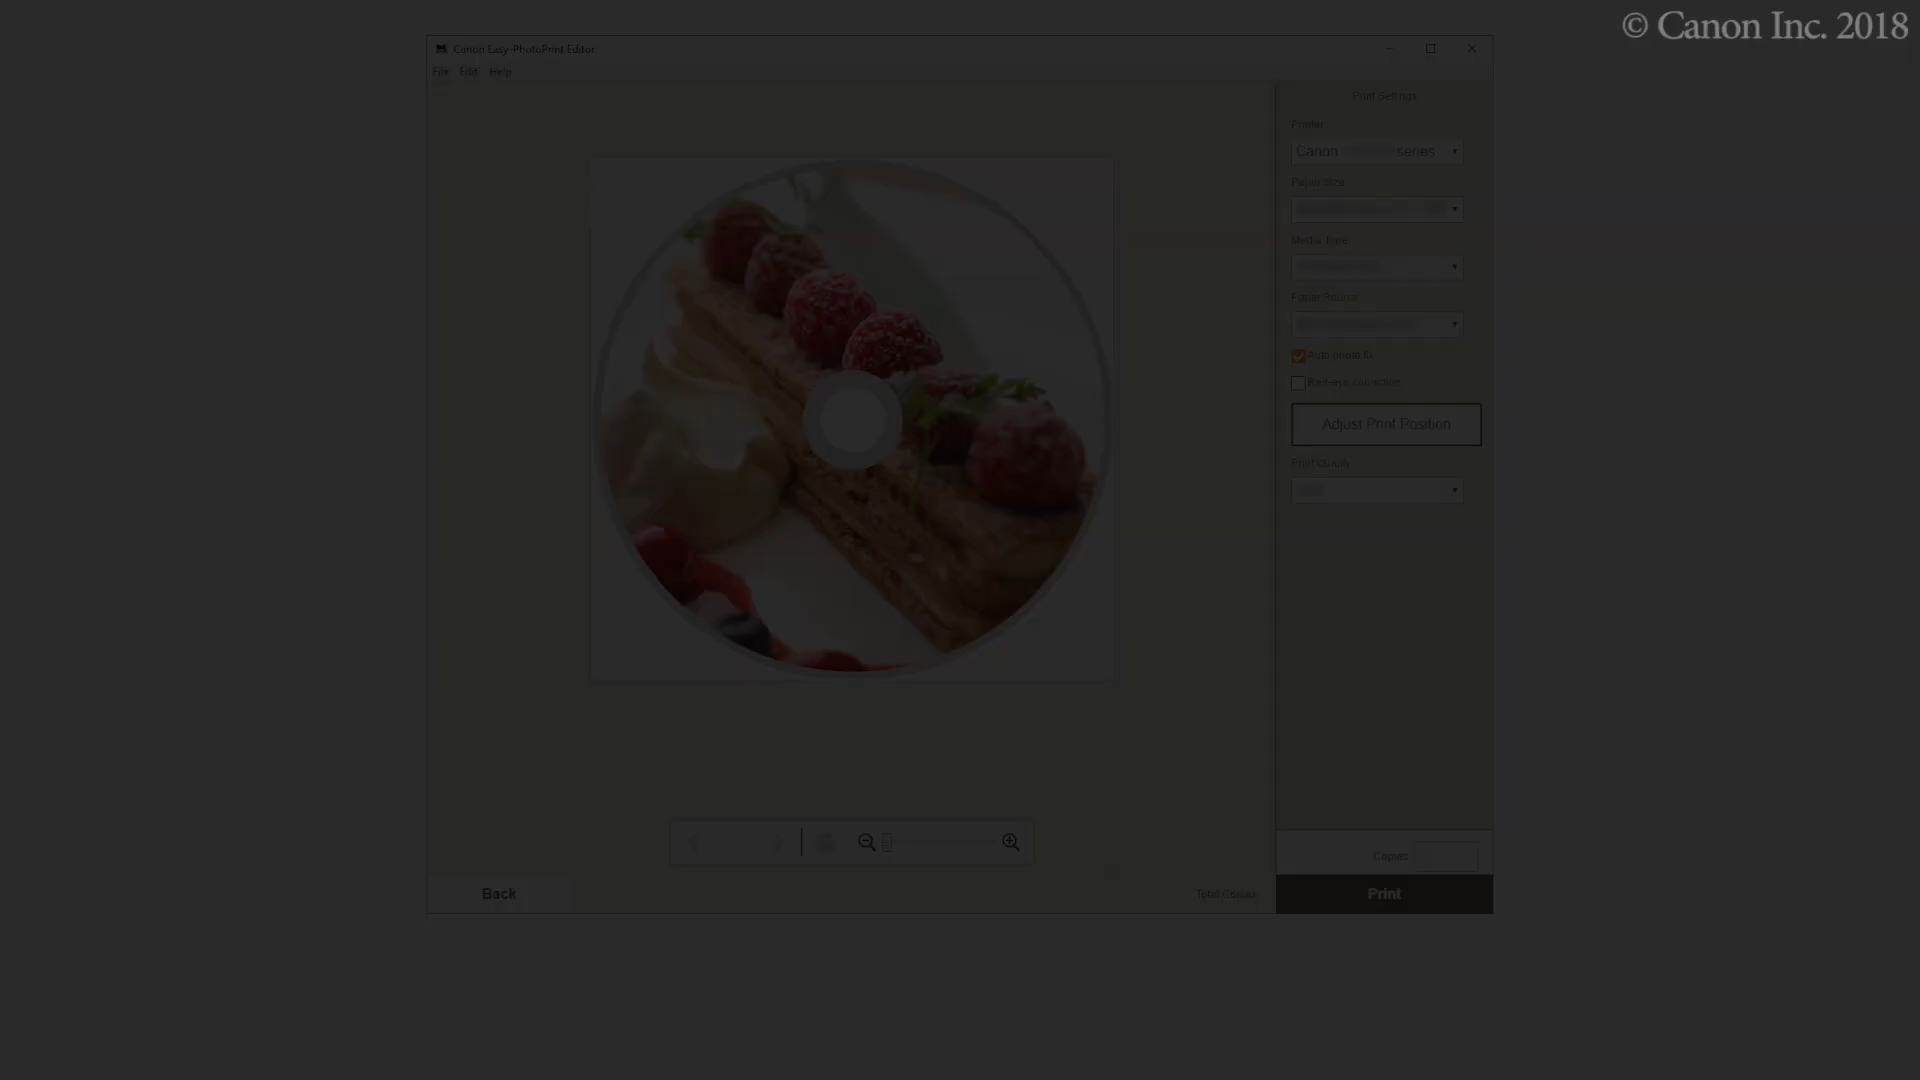 © Canon Inc. 2018
Canon Easy-PhotoPrint Editor
File Edit Help
Print Settings
Printer
Canon series
Paper Size
Media Type
Paper Source
Auto photo fix
Red-eye correction
Adjust Print Position
Print Quality
Copies
Back
Total Copies
Print